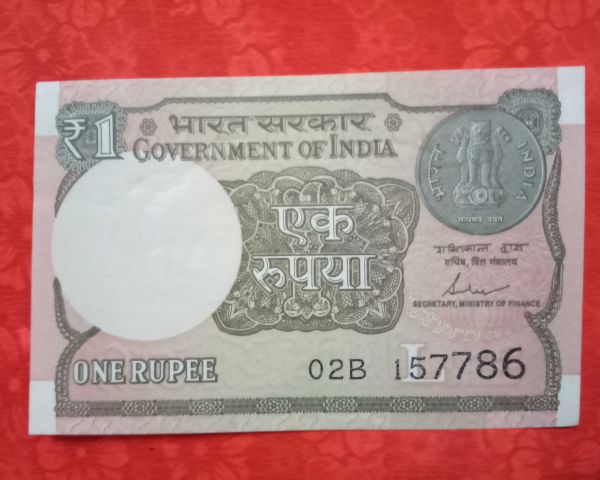 ₹1
भारत सरकार
GOVERNMENT OF INDIA
भारत
INDIA
सत्यमेव जयते
एक
रुपया
शक्तिकान्त दास
सचिव, वित्त मंत्रालय
SECRETARY, MINISTRY OF FINANCE
ONE RUPEE
02B 157786
L